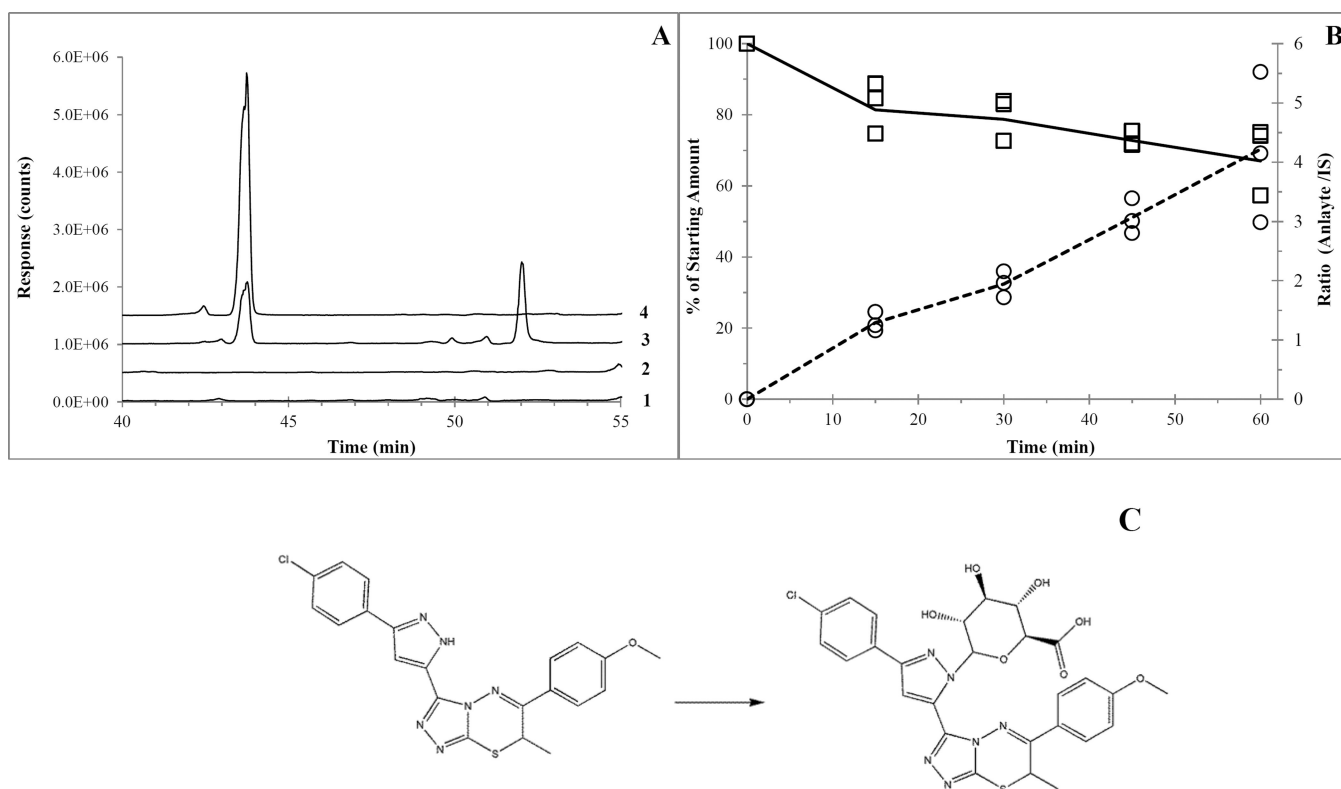 A
6.0E+06
5.0E+06
4.0E+06
3.0E+06
2.0E+06
1.0E+06
0.0E+00
Response (counts)
4
3
2
1
40 45 50 55
Time (min)
B
100
80
60
40
20
0
% of Starting Amount
6
5
4
3
2
1
0
Ratio (Anlayte /IS)
0 10 20 30 40 50 60
Time (min)
C
Cl
N
NH
O
N
N
N
N
S
HO
OH
HO
OH
O
O
Cl
N
N
O
N
N
N
N
S